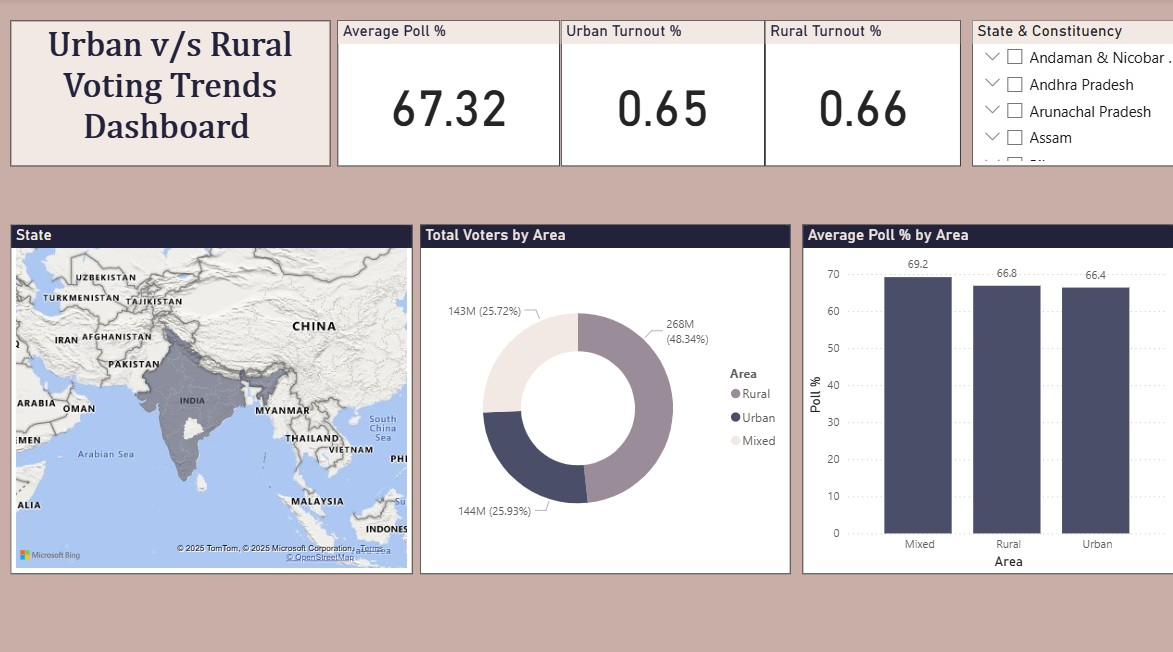 Urban v/s Rural
Voting Trends
Dashboard
Average Poll %
67.32
Urban Turnout %
0.65
Rural Turnout %
0.66
State & Constituency
Andaman & Nicobar .
Andhra Pradesh
Arunachal Pradesh
Assam
State
UZBEKISTAN
TURKMENISTAN
TAJIKISTAN
CHINA
IRAN
AFGHANISTAN
PAKISTAN
INDIA
ARABIA
OMAN
MYANMAR
MEN
South
China
Sea
THAILAND
VIETNAM
Arabian Sea
PHI
ALIA
MALAYSIA
Su
INDONES
© 2025 TomTom, © 2025 Microsoft Corporation, Terms
© OpenStreetMap
Microsoft Bing
Total Voters by Area
143M (25.72%)
268M
(48.34%)
144M (25.93%)
Area
Rural
Urban
Mixed
Average Poll % by Area
Poll %
70
60
50
40
30
20
10
0
69.2
66.8
66.4
Mixed
Rural
Urban
Area